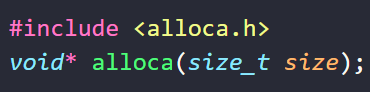 #include <alloca.h>
void* alloca(size_t size);